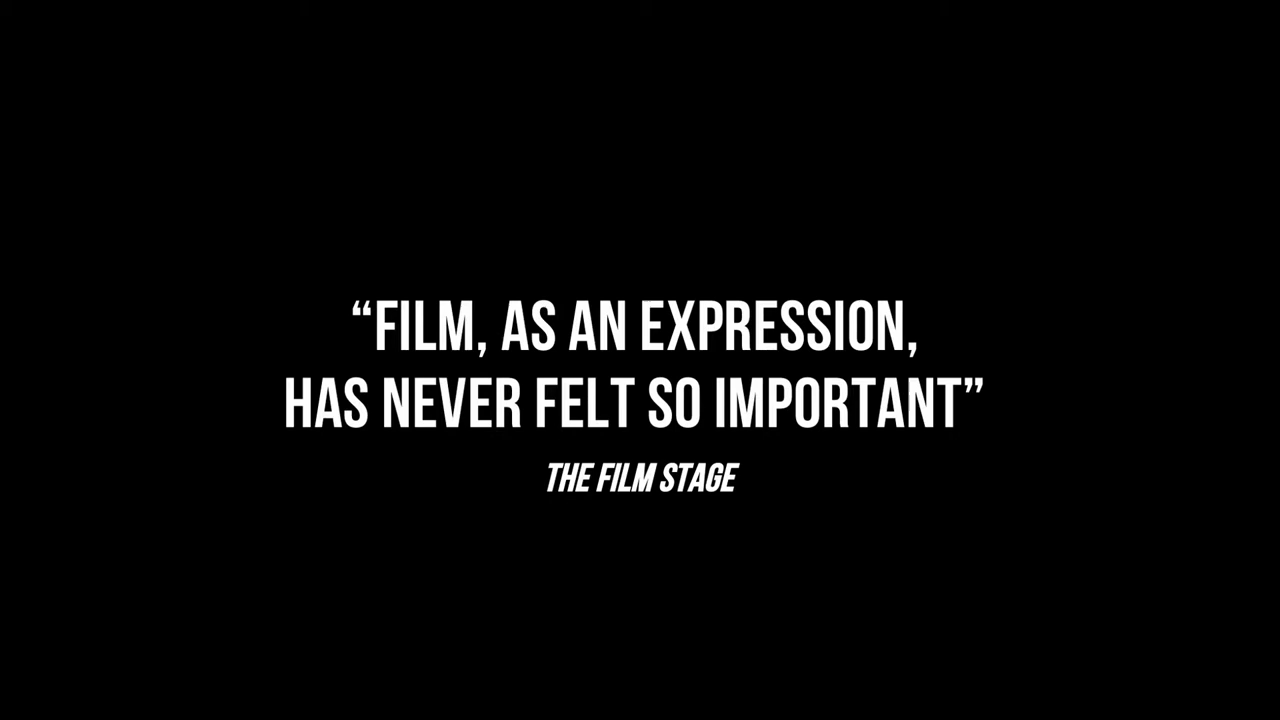 “FILM, AS AN EXPRESSION,
HAS NEVER FELT SO IMPORTANT”
THE FILM STAGE